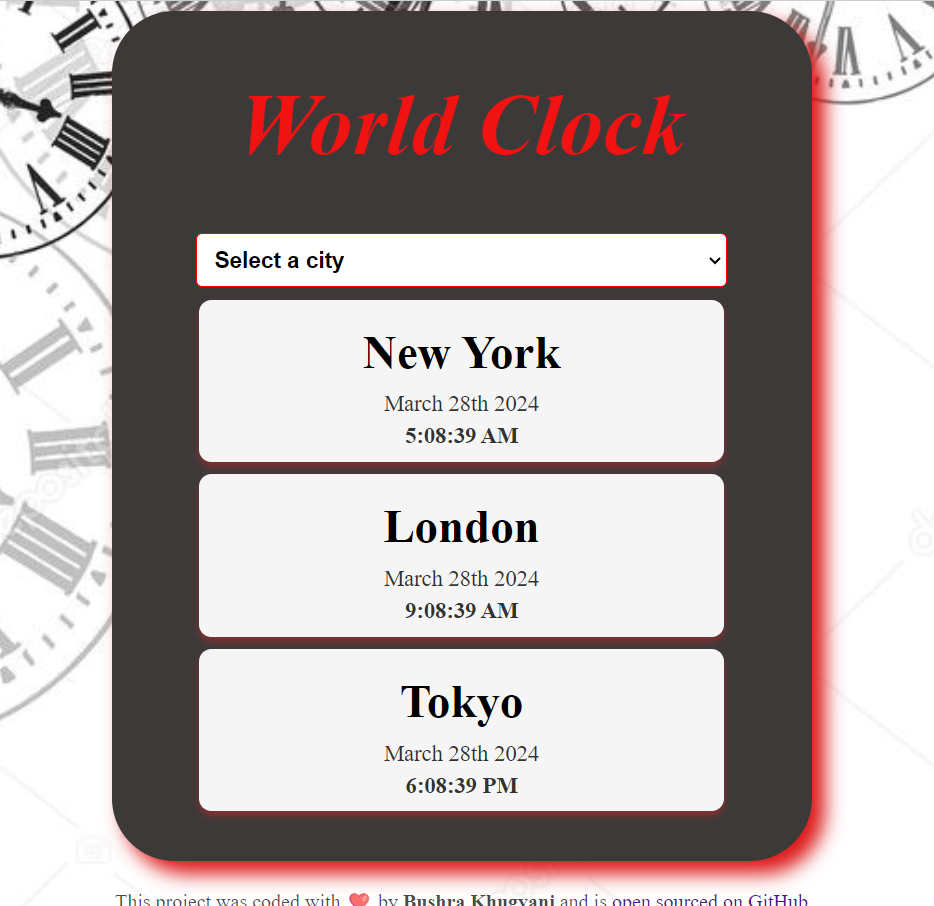 World Clock
Select a city
New York
March 28th 2024
5:08:39 AM
London
March 28th 2024
9:08:39 AM
Tokyo
March 28th 2024
6:08:39 PM
This project was coded with ❤️ by Bushra Khugyani and is open sourced on GitHub